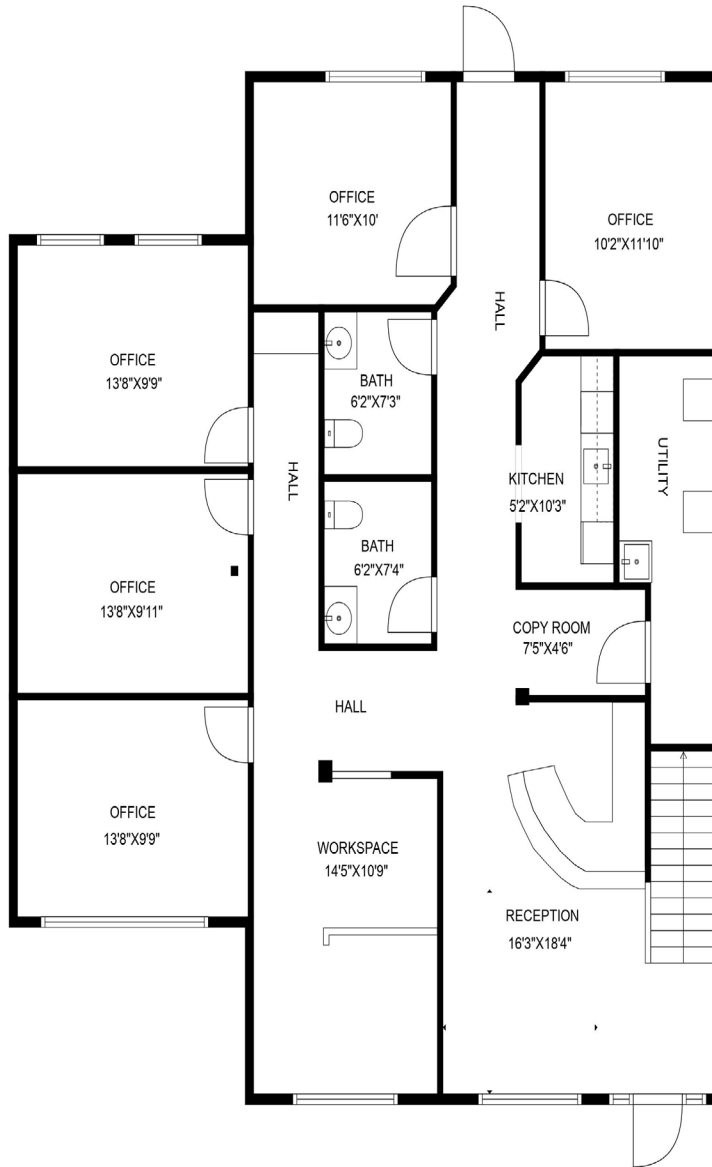 OFFICE
11'6"X10'
OFFICE
10'2"X11'10"
HALL
OFFICE
13'8"X9'9"
BATH
6'2"X7'3"
HALL
KITCHEN
5'2"X10'3"
UTILITY
BATH
6'2"X7'4"
OFFICE
13'8"X9'11"
COPY ROOM
7'5"X4'6"
HALL
OFFICE
13'8"X9'9"
WORKSPACE
14'5"X10'9"
RECEPTION
16'3"X18'4"